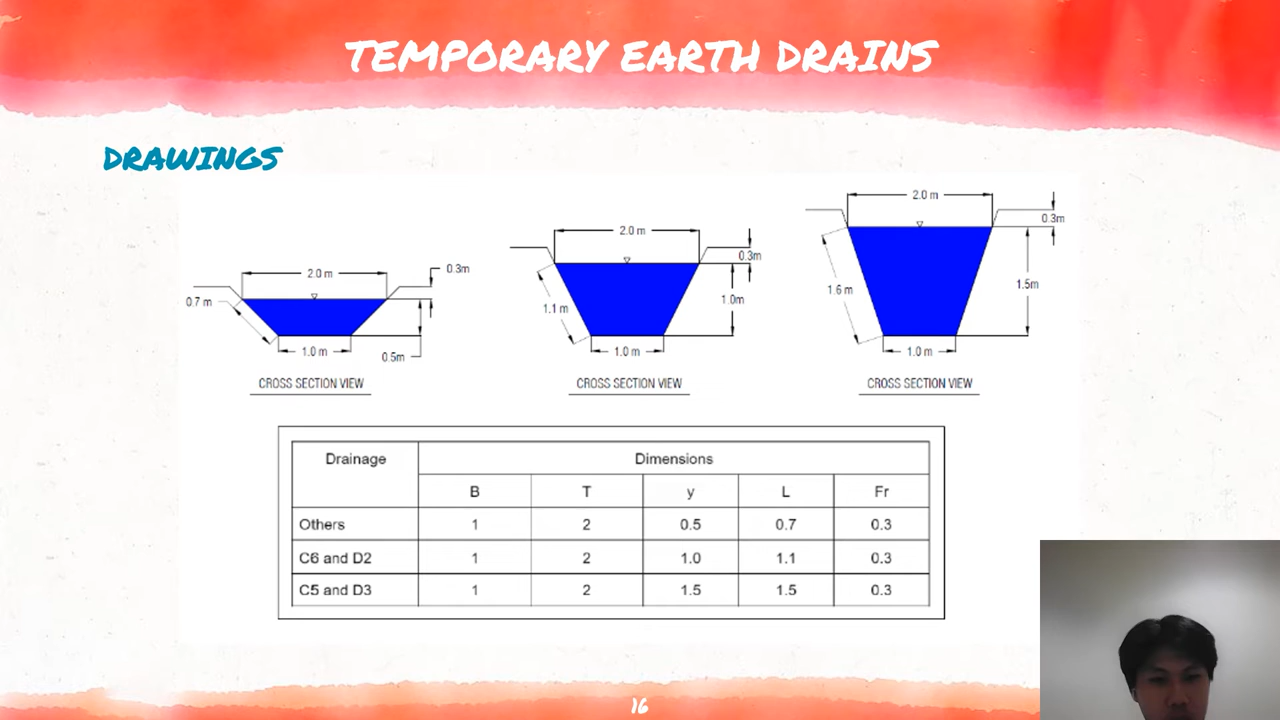 TEMPORARY EARTH DRAINS
DRAWINGS
2.0 m
0.3m
0.7 m
1.0 m
0.5m
CROSS SECTION VIEW
2.0 m
0.3m
1.1 m
1.0m
1.0 m
CROSS SECTION VIEW
2.0 m
0.3m
1.6 m
1.5m
1.0 m
CROSS SECTION VIEW
Drainage Dimensions
B T y L Fr
Others 1 2 0.5 0.7 0.3
C6 and D2 1 2 1.0 1.1 0.3
C5 and D3 1 2 1.5 1.5 0.3
16